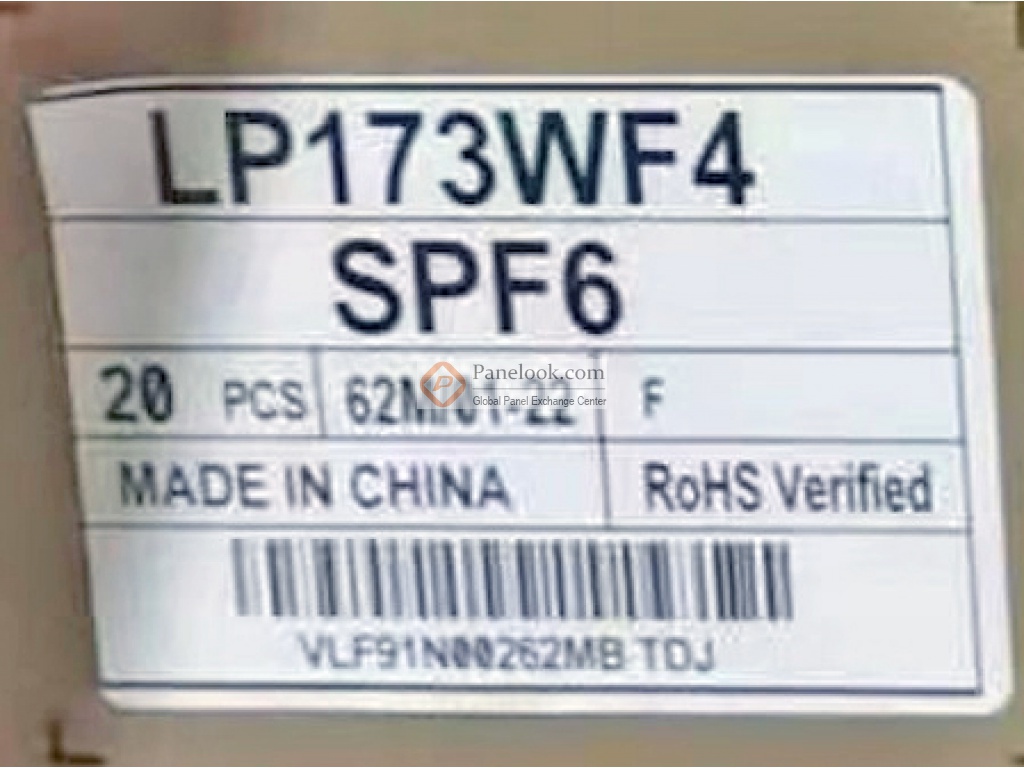 LP173WF4
SPF6
20 PCS F
Panelook.com
Global Panel Exchange Center
MADE IN CHINA RoHS Verified
VLF91N00262MB TDJ